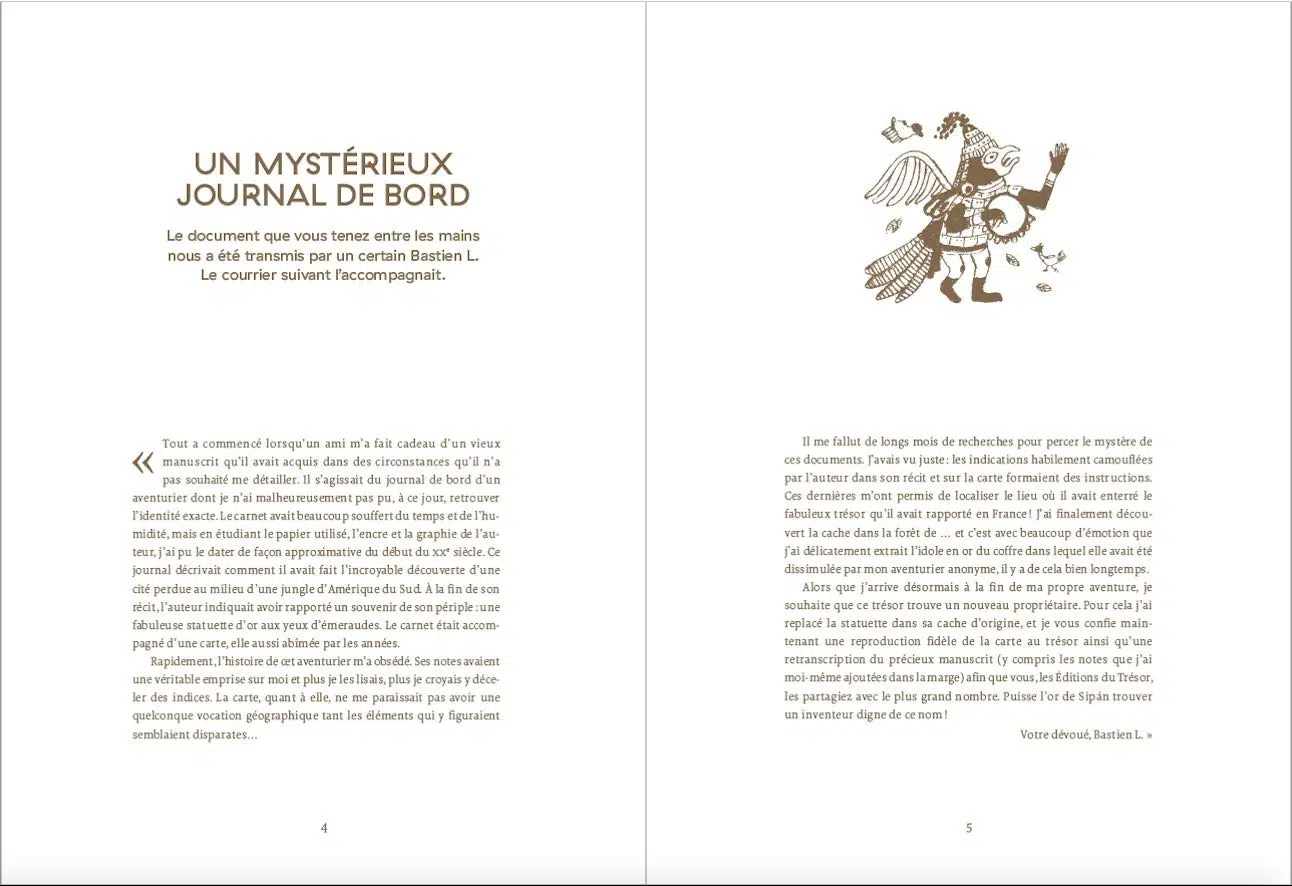 UN MYSTÉRIEUX
JOURNAL DE BORD
Le document que vous tenez entre les mains
nous a été transmis par un certain Bastien L.
Le courrier suivant l’accompagnait.
« Tout a commencé lorsqu’un ami m’a fait cadeau d’un vieux
manuscrit qu’il avait acquis dans des circonstances qu’il n’a
pas souhaité me détailler. Il s’agissait du journal de bord d’un
aventurier dont je n’ai malheureusement pas pu, à ce jour, retrouver
l’identité exacte. Le carnet avait beaucoup souffert du temps et de l’hu-
midité, mais en étudiant le papier utilisé, l’encre et la graphie de l’au-
teur, j’ai pu le dater de façon approximative du début du XXe siècle. Ce
journal décrivait comment il avait fait l’incroyable découverte d’une
cité perdue au milieu d’une jungle d’Amérique du Sud. À la fin de son
récit, l’auteur indiquait avoir rapporté un souvenir de son périple : une
fabuleuse statuette d’or aux yeux d’émeraudes. Le carnet était accom-
pagné d’une carte, elle aussi abîmée par les années.
Rapidement, l’histoire de cet aventurier m’a obsédé. Ses notes avaient
une véritable emprise sur moi et plus je les lisais, plus je croyais y déce-
ler des indices. La carte, quant à elle, ne me paraissait pas avoir une
quelconque vocation géographique tant les éléments qui y figuraient
semblaient disparates…
4
Il me fallut de longs mois de recherches pour percer le mystère de
ces documents. J’avais vu juste : les indications habilement camouflées
par l’auteur dans son récit et sur la carte formaient des instructions.
Ces dernières m’ont permis de localiser le lieu où il avait enterré le
fabuleux trésor qu’il avait rapporté en France ! J’ai finalement décou-
vert la cache dans la forêt de … et c’est avec beaucoup d’émotion que
j’ai délicatement extrait l’idole en or du coffre dans lequel elle avait été
dissimulée par mon aventurier anonyme, il y a de cela bien longtemps.
Alors que j’arrive désormais à la fin de ma propre aventure, je
souhaite que ce trésor trouve un nouveau propriétaire. Pour cela j’ai
replacé la statuette dans sa cache d’origine, et je vous confie main-
tenant une reproduction fidèle de la carte au trésor ainsi qu’une
retranscription du précieux manuscrit (y compris les notes que j’ai
moi-même ajoutées dans la marge) afin que vous, les Éditions du Trésor,
les partagiez avec le plus grand nombre. Puisse l’or de Sipán trouver
un inventeur digne de ce nom !
Votre dévoué, Bastien L. »
5